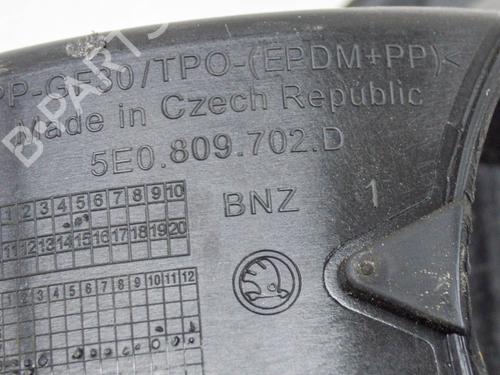 PP-GF30/TPO-(EPDM+PP)<
Made in Czech Republic
5E0.809.702.D
BNZ 1
1 2 3 4 5 6 7 8 9 10
11 12 13 14 15 16 17 18 19 20
1 2 3 4 5 6 7 8 9 10 11 12
B-PARTS